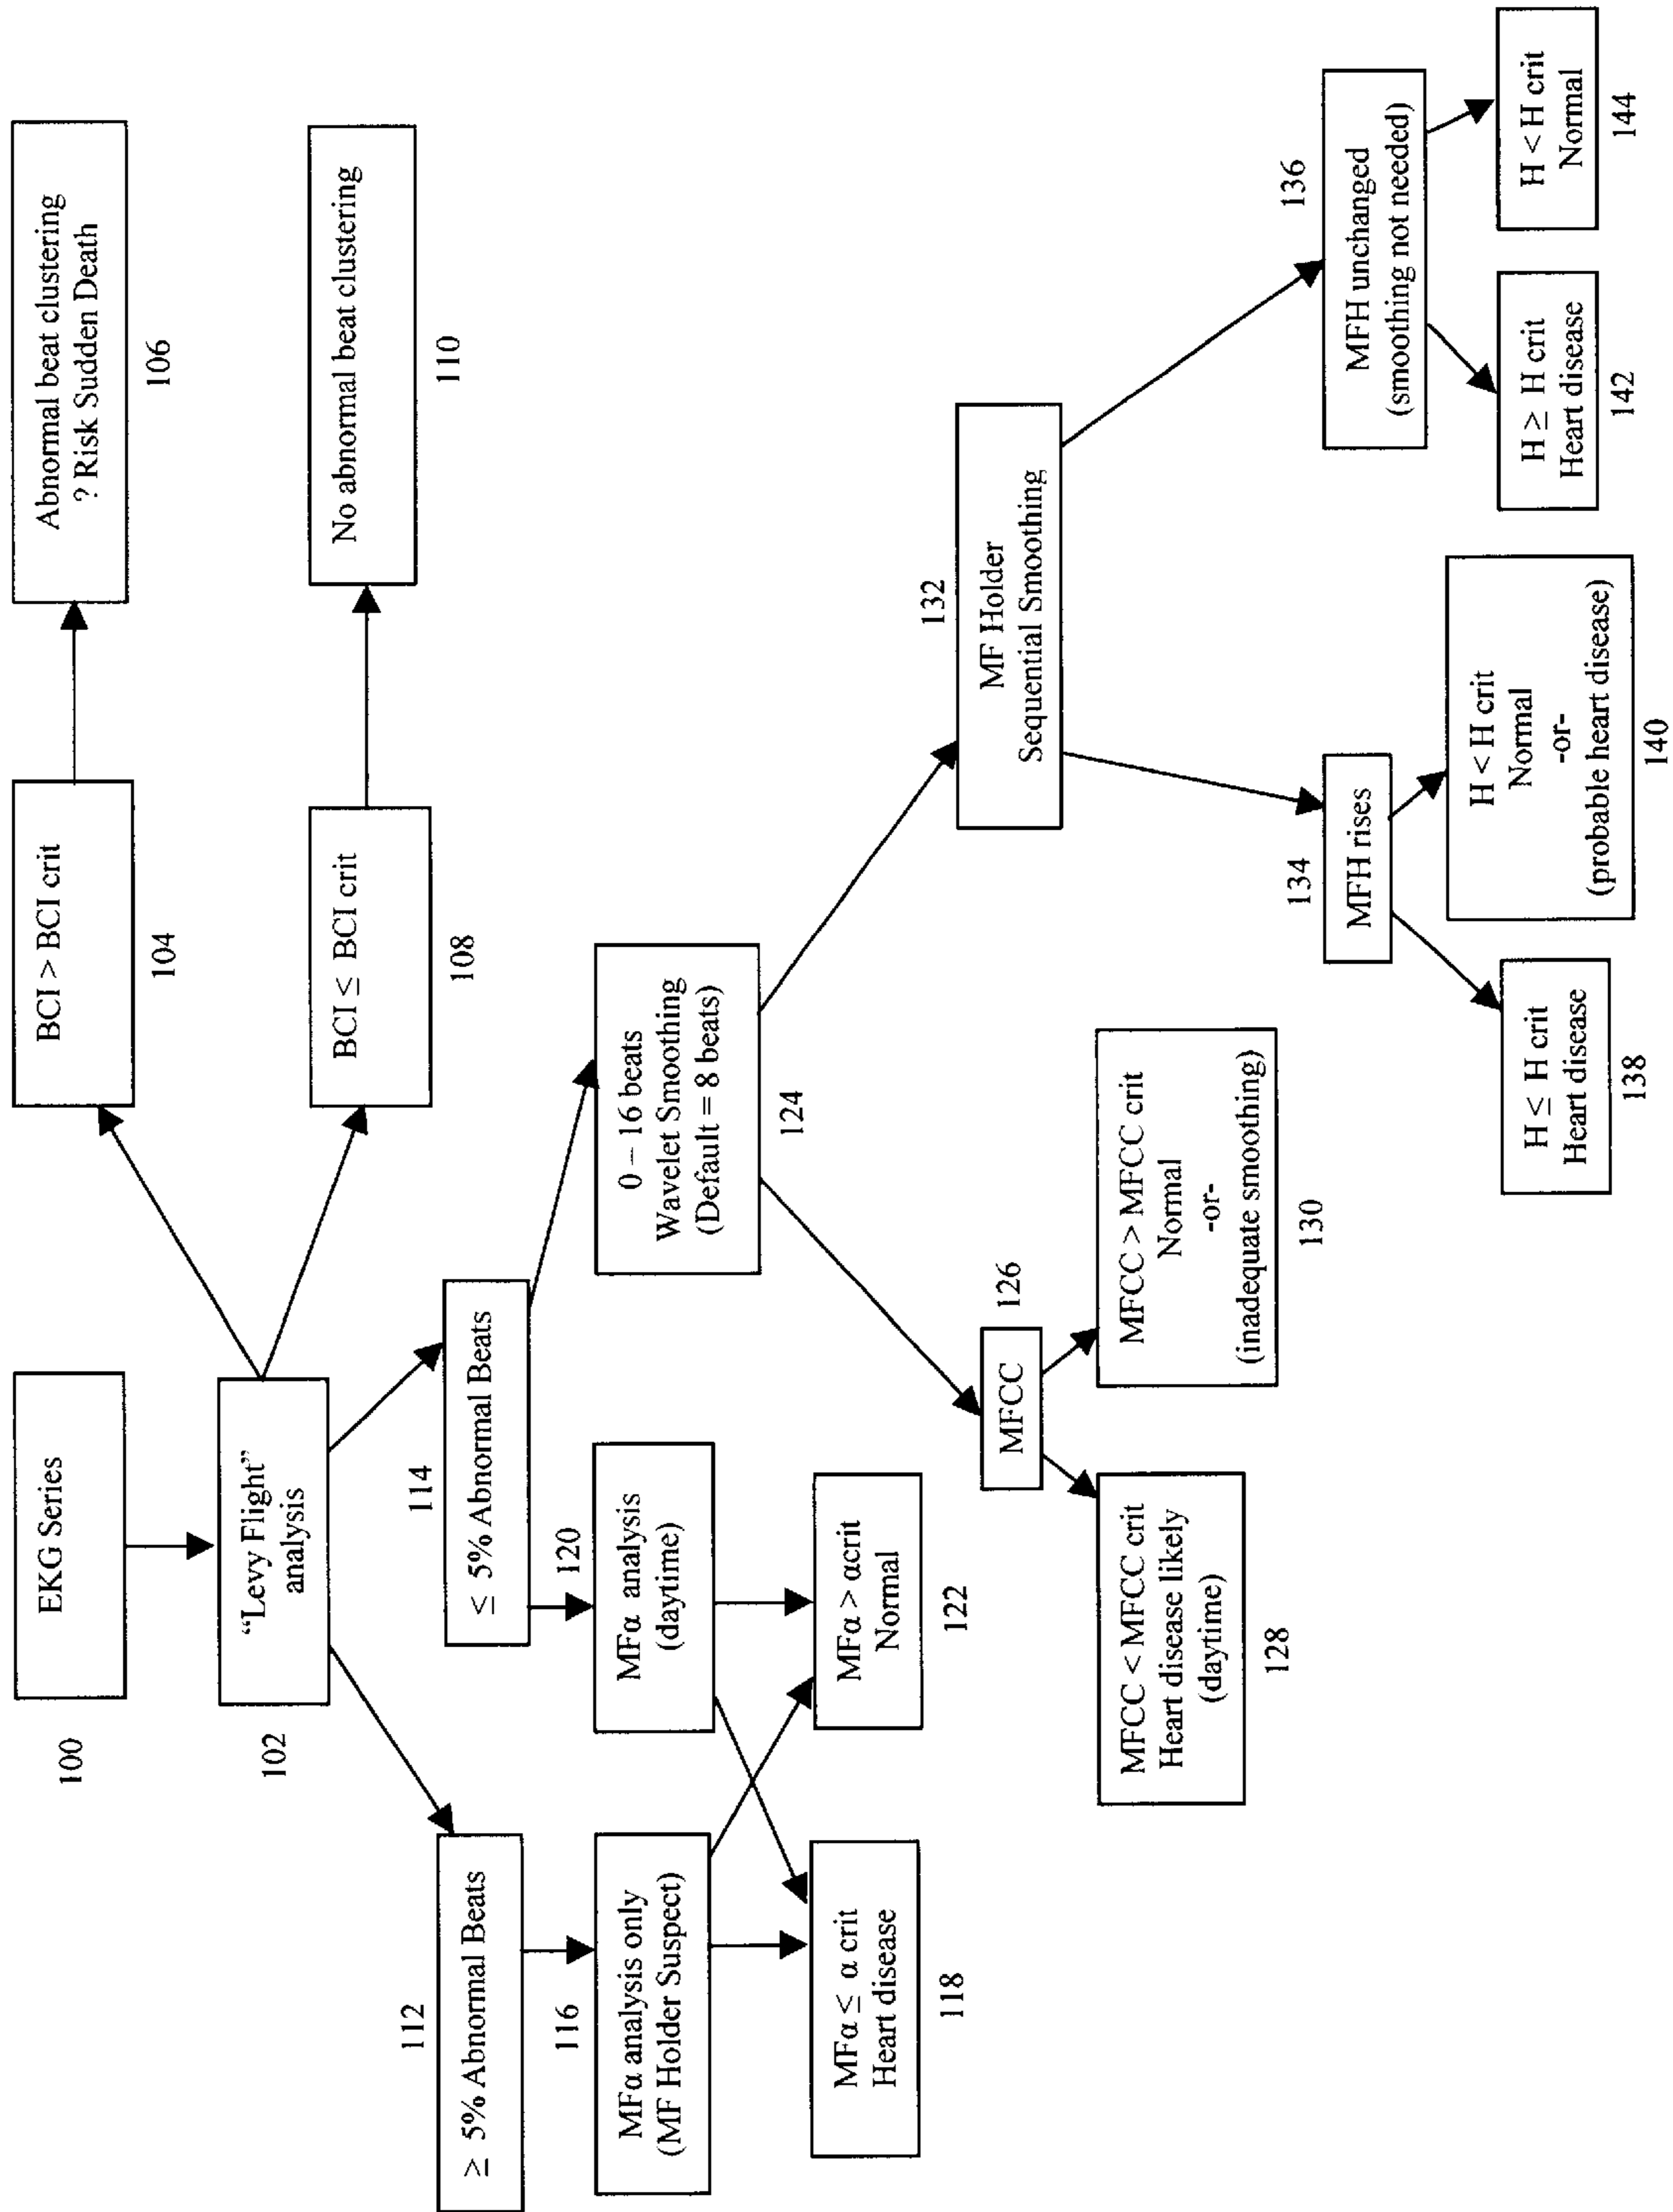 EKG Series
100
“Levy Flight”
analysis
102
BCI > BCI crit
104
Abnormal beat clustering
? Risk Sudden Death
106
BCI ≤ BCI crit
108
No abnormal beat clustering
110
112
≥ 5% Abnormal Beats
114
≤ 5% Abnormal Beats
116
MFα analysis only
(MF Holder Suspect)
120
MFα analysis
(daytime)
0 – 16 beats
Wavelet Smoothing
(Default = 8 beats)
124
MFα ≤ α crit
Heart disease
118
MFα > αcrit
Normal
122
126
MFCC
132
MF Holder
Sequential Smoothing
MFCC < MFCC crit
Heart disease likely
(daytime)
128
MFCC > MFCC crit
Normal
-or-
(inadequate smoothing)
130
134
MFH rises
136
MFH unchanged
(smoothing not needed)
H ≤ H crit
Heart disease
138
H < H crit
Normal
-or-
(probable heart disease)
140
H ≥ H crit
Heart disease
142
H < H crit
Normal
144